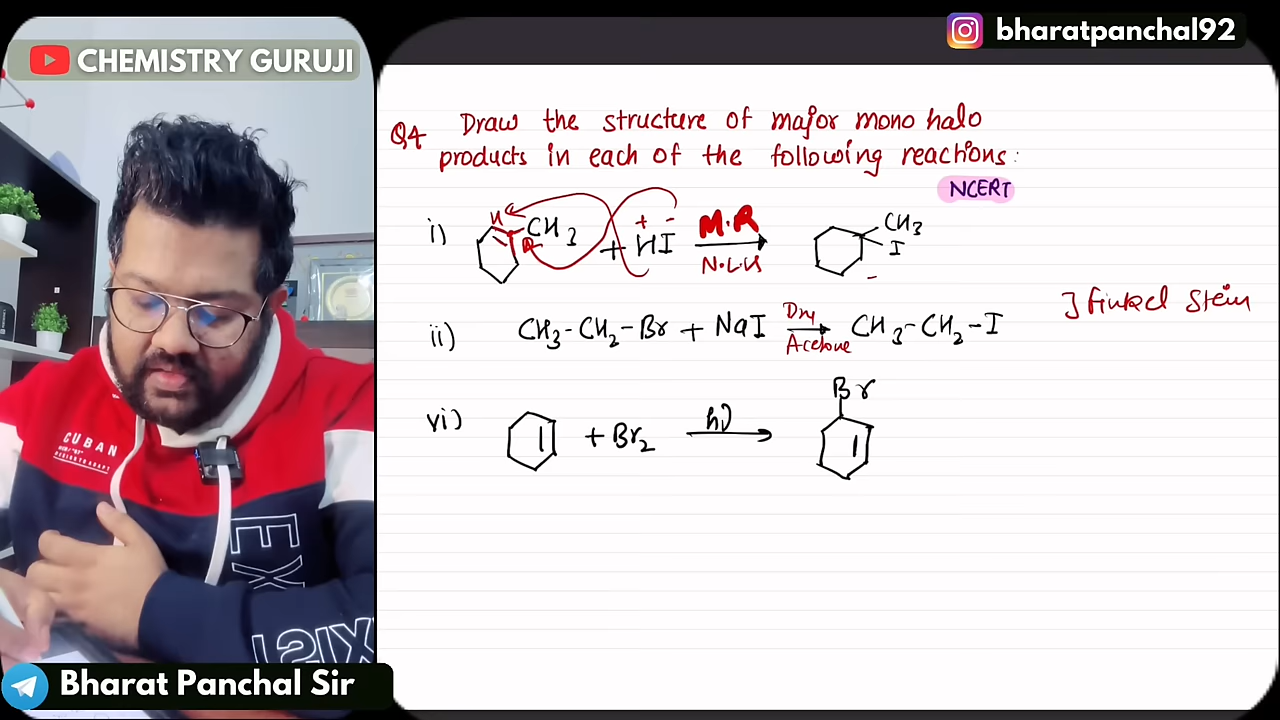 bharatpanchal92
CHEMISTRY GURUJI
Q4 Draw the structure of major mono halo
products in each of the following reactions:
NCERT
i) H CH3 + HI M.R CH3
+ - N.L.U I
ii) CH3-CH2-Br + NaI Dry Acetone CH3-CH2-I ] Finkel Stein
vi) + Br2 hν Br
CUBAN
EXIST
Bharat Panchal Sir